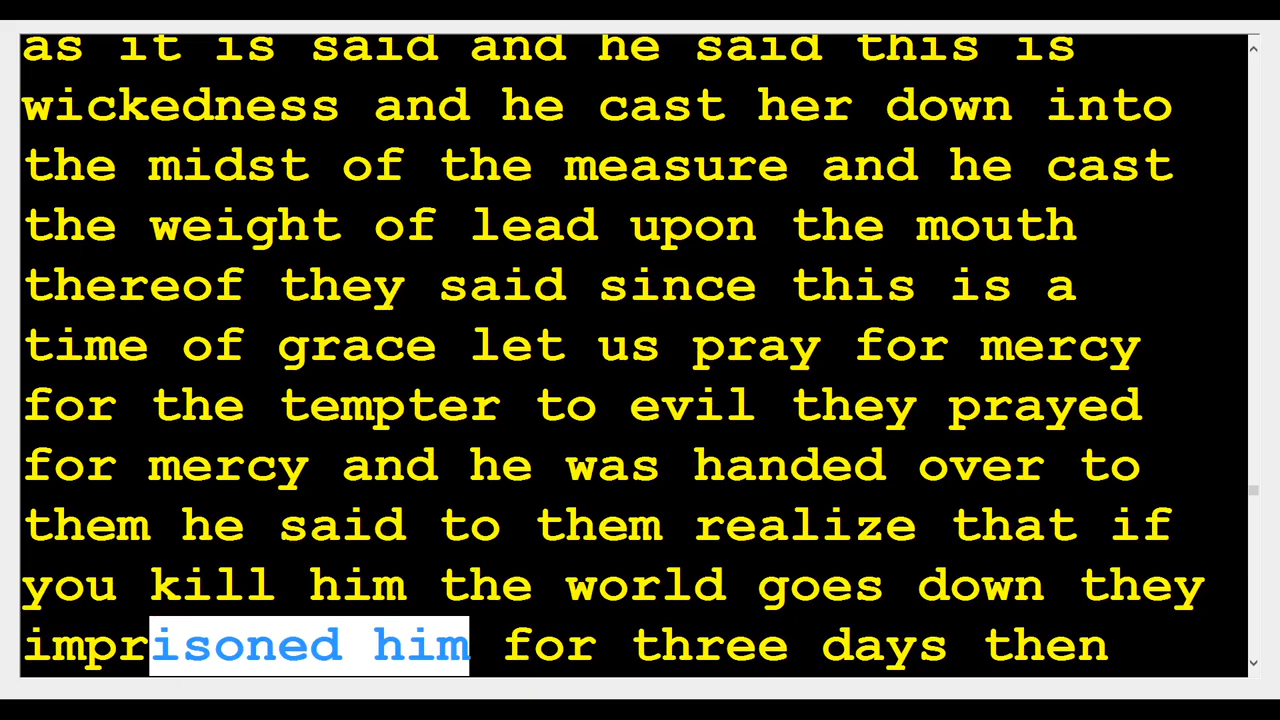 as it is said and he said this is
wickedness and he cast her down into
the midst of the measure and he cast
the weight of lead upon the mouth
thereof they said since this is a
time of grace let us pray for mercy
for the tempter to evil they prayed
for mercy and he was handed over to
them he said to them realize that if
you kill him the world goes down they
imprisoned him for three days then